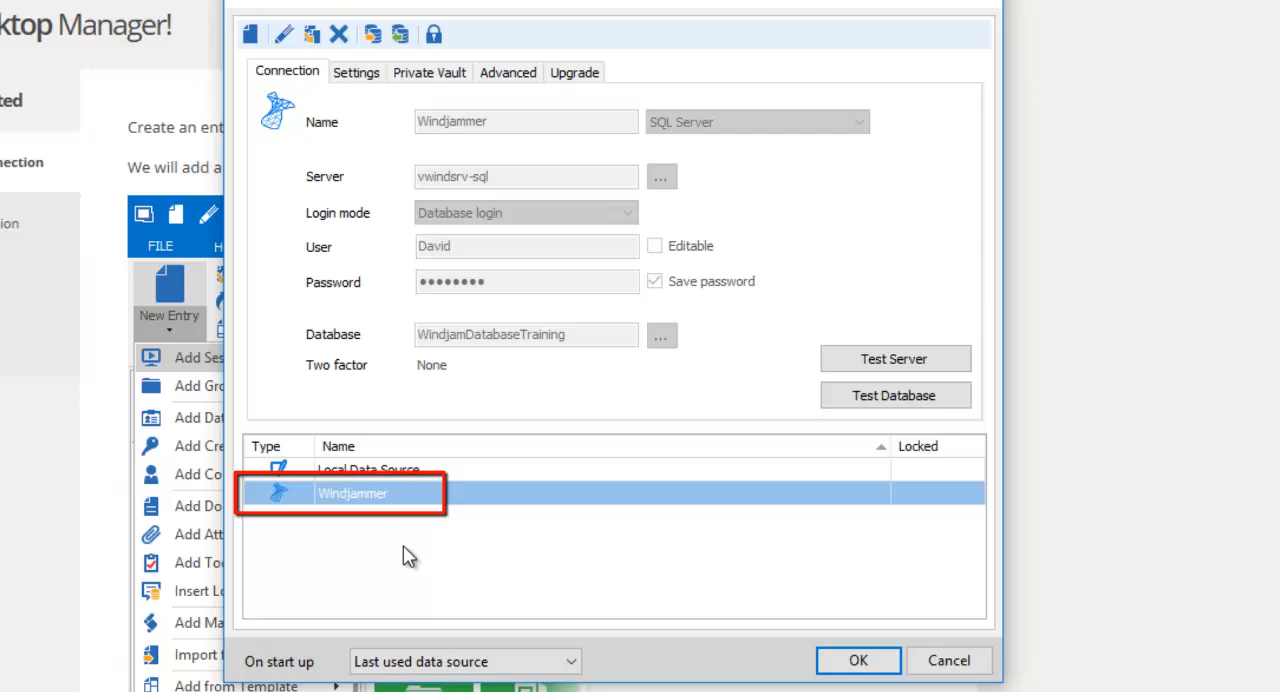 ktop Manager!
ted
nection
ion
Create an ent
We will add a
FILE
H
New Entry
Add Ses
Add Gro
Add Dat
Add Cre
Add Co
Add Do
Add Att
Add Too
Insert Lo
Add Ma
Import f
Add from Template
Connection Settings Private Vault Advanced Upgrade
Name Windjammer SQL Server
Server vwindsrv-sql ...
Login mode Database login
User David Editable
Password •••••••• Save password
Database WindjamDatabaseTraining ...
Two factor None
Test Server
Test Database
Type Name Locked
Local Data Source
Windjammer
On start up Last used data source OK Cancel